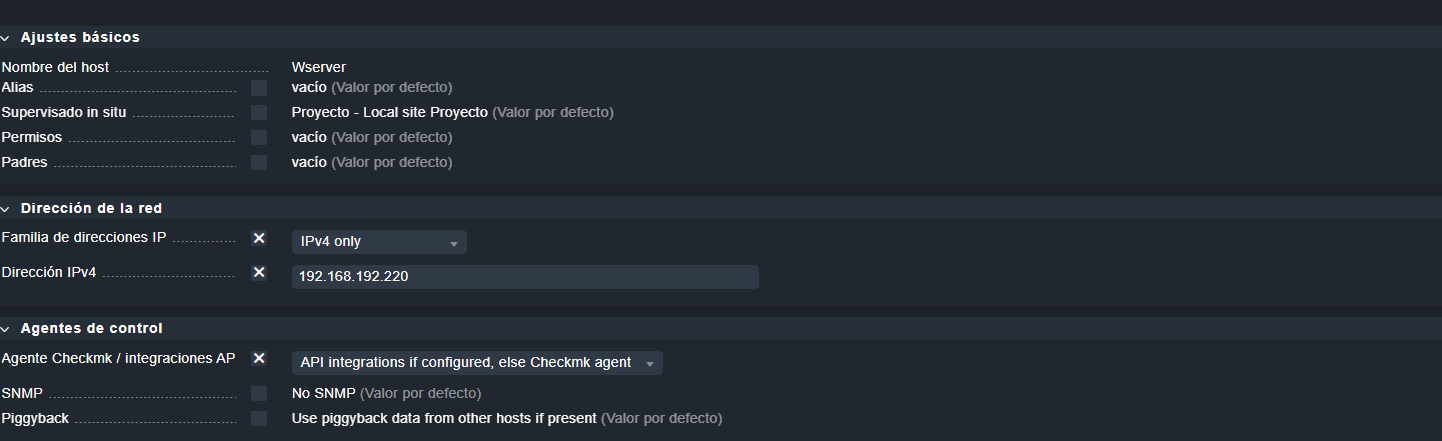 Ajustes básicos
Nombre del host Wserver
Alias vacío (Valor por defecto)
Supervisado in situ Proyecto - Local site Proyecto (Valor por defecto)
Permisos vacío (Valor por defecto)
Padres vacío (Valor por defecto)
Dirección de la red
Familia de direcciones IP IPv4 only
Dirección IPv4 192.168.192.220
Agentes de control
Agente Checkmk / integraciones AP API integrations if configured, else Checkmk agent
SNMP No SNMP (Valor por defecto)
Piggyback Use piggyback data from other hosts if present (Valor por defecto)